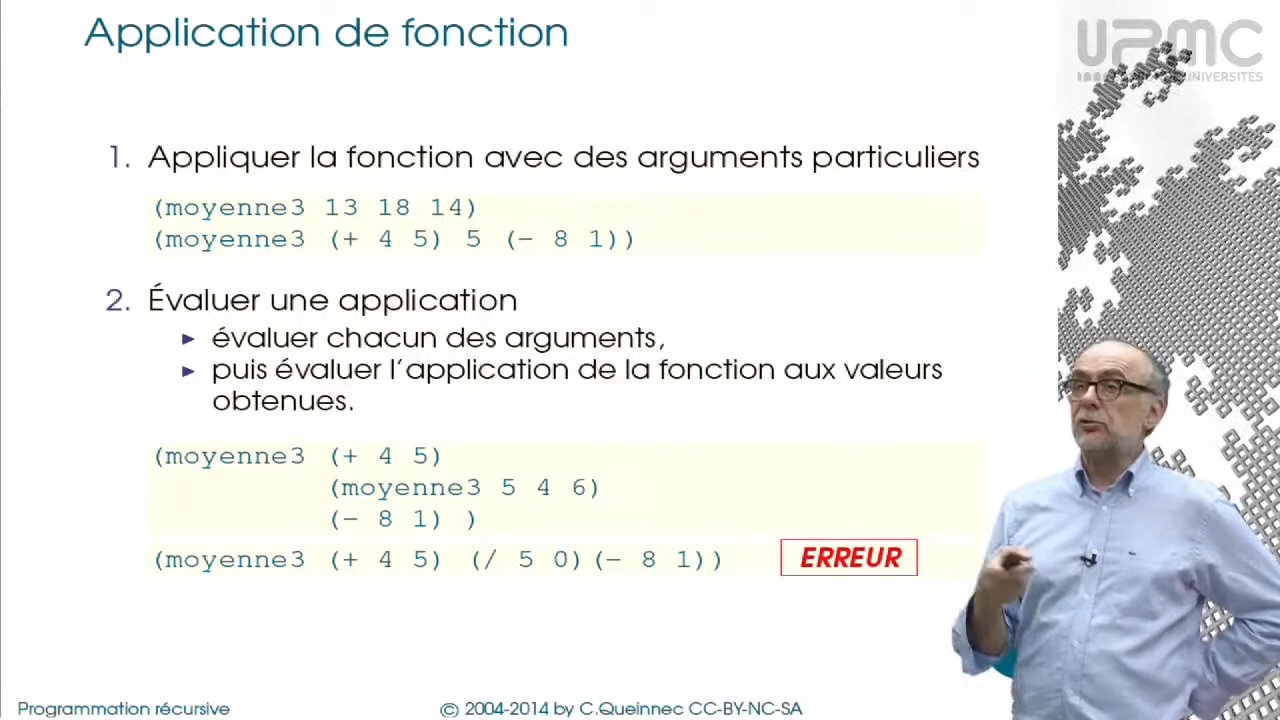 Application de fonction
UPMC
UNIVERSITÉS
1. Appliquer la fonction avec des arguments particuliers
(moyenne3 13 18 14)
(moyenne3 (+ 4 5) 5 (- 8 1))
2. Évaluer une application
► évaluer chacun des arguments,
► puis évaluer l'application de la fonction aux valeurs
obtenues.
(moyenne3 (+ 4 5)
(moyenne3 5 4 6)
(- 8 1) )
(moyenne3 (+ 4 5) (/ 5 0)(- 8 1))
ERREUR
Programmation récursive
© 2004-2014 by C.Queinnec CC-BY-NC-SA